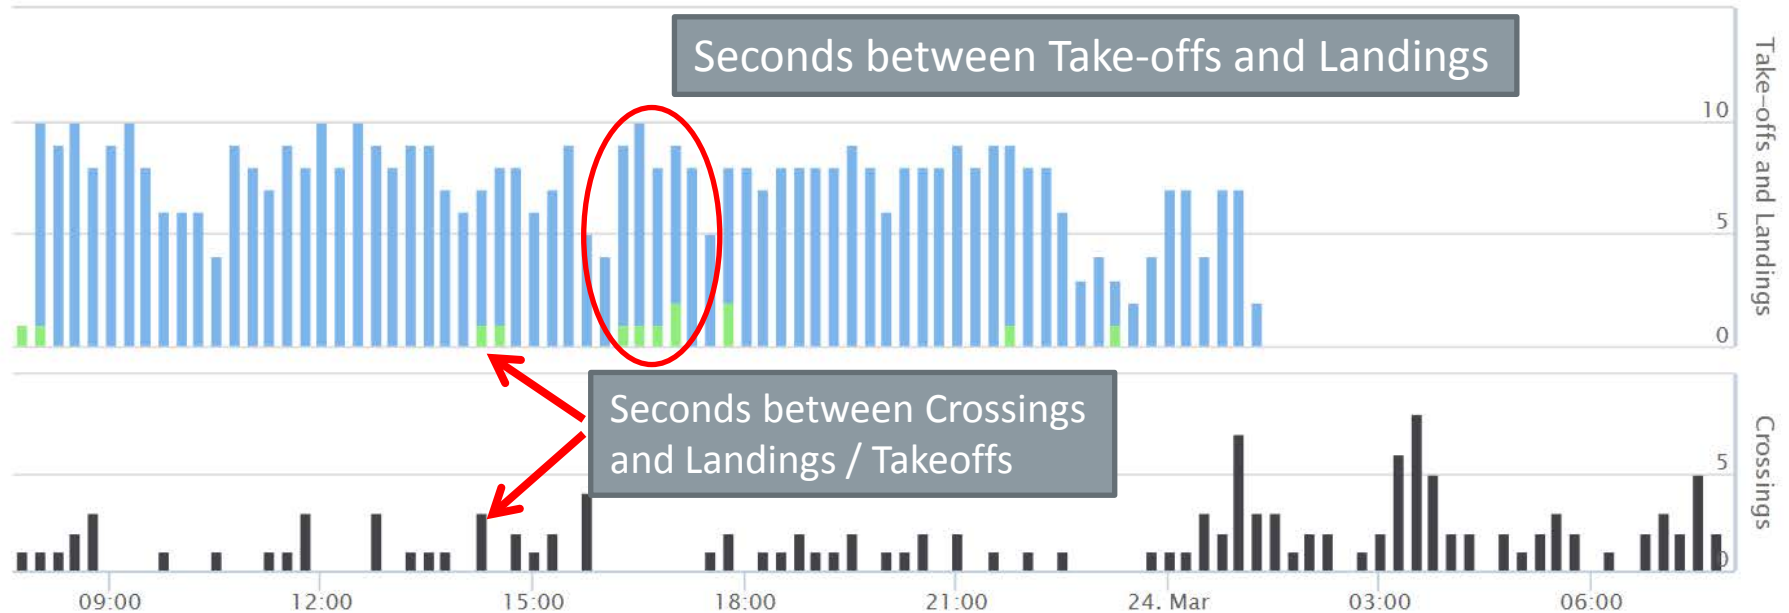 Seconds between Take-offs and Landings
10
5
0
Take-offs and Landings
Seconds between Crossings
and Landings / Takeoffs
5
0
Crossings
09:00
12:00
15:00
18:00
21:00
24. Mar
03:00
06:00